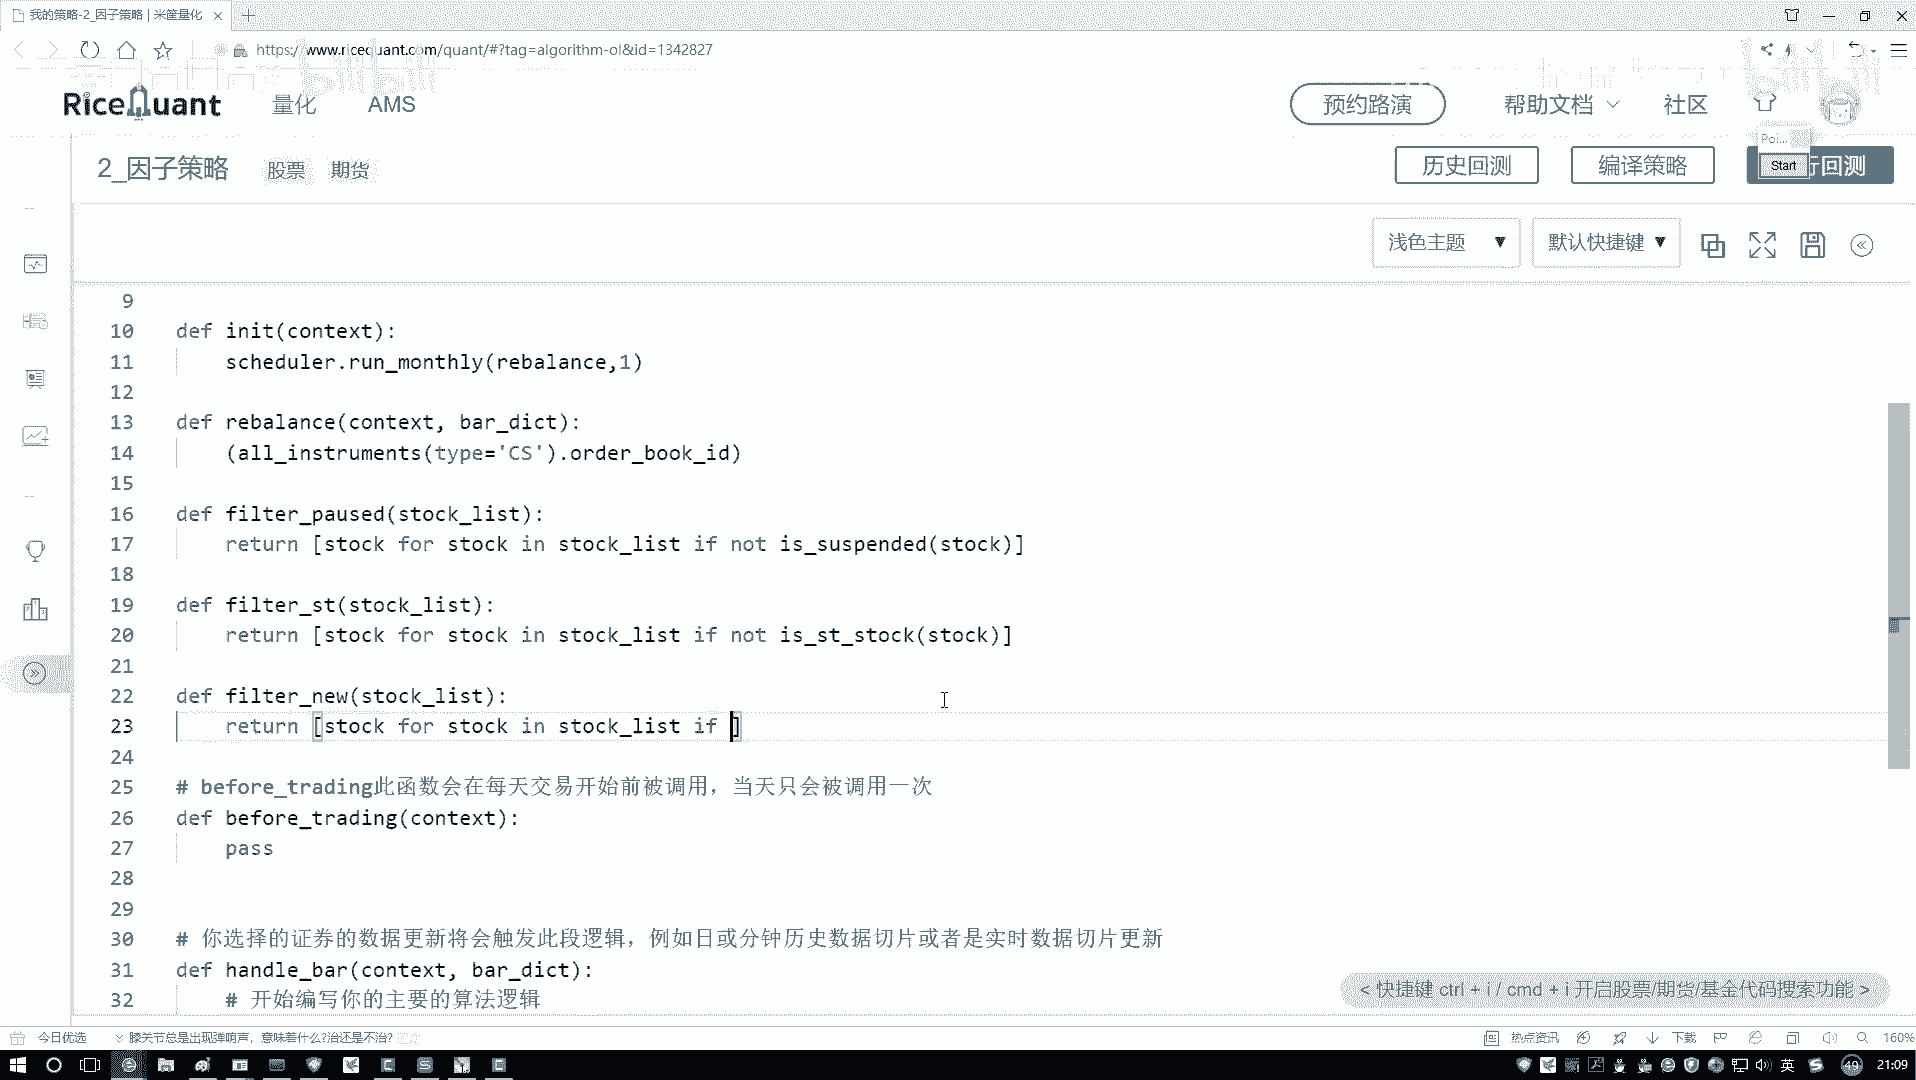 我的策略-2_因子策略 | 米筐量化
https://www.ricequant.com/quant/#?tag=algorithm-ol&id=1342827
RiceQuant 量化 AMS 预约路演 帮助文档 社区
Poi...
2_因子策略 股票 期货 历史回测 编译策略 Start 行回测
浅色主题 ▼ 默认快捷键 ▼
9
10 def init(context):
11 scheduler.run_monthly(rebalance,1)
12
13 def rebalance(context, bar_dict):
14 (all_instruments(type='CS').order_book_id)
15
16 def filter_paused(stock_list):
17 return [stock for stock in stock_list if not is_suspended(stock)]
18
19 def filter_st(stock_list):
20 return [stock for stock in stock_list if not is_st_stock(stock)]
21
22 def filter_new(stock_list):
23 return [stock for stock in stock_list if ]
24
25 # before_trading此函数会在每天交易开始前被调用，当天只会被调用一次
26 def before_trading(context):
27 pass
28
29
30 # 你选择的证券的数据更新将会触发此段逻辑，例如日或分钟历史数据切片或者是实时数据切片更新
31 def handle_bar(context, bar_dict):
32 # 开始编写你的主要的算法逻辑
< 快捷键 ctrl + i / cmd + i 开启股票/期货/基金代码搜索功能 >
今日优选 膝关节总是出现弹响声，意味着什么?治还是不治? 热点资讯 下载 160%
英 49 21:09